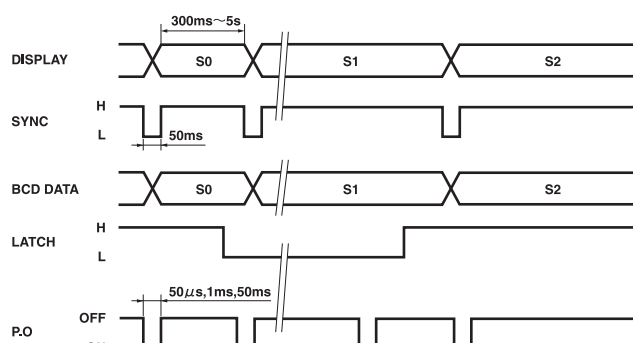 300ms～5s
DISPLAY S0 S1 S2
H
SYNC
L 50ms
BCD DATA S0 S1 S2
H
LATCH
L
50μs,1ms,50ms
OFF
P.O